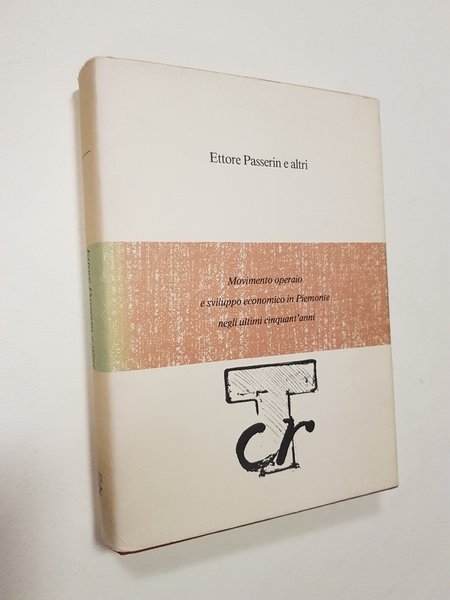 Ettore Passerin e altri
Movimento operaio
e sviluppo economico in Piemonte
negli ultimi cinquant'anni
T
cr